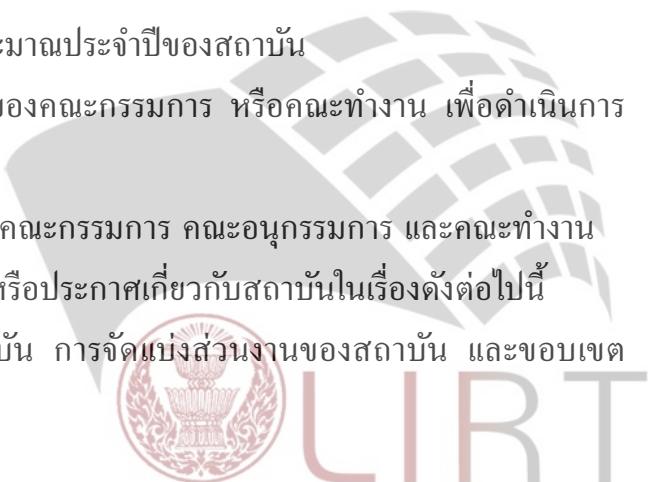 ะมาณประจำปีของสถาบัน
ของคณะกรรมการ หรือคณะทำงาน เพื่อดำเนินการ
คณะกรรมการ คณะอนุกรรมการ และคณะทำงาน
หรือประกาศเกี่ยวกับสถาบันในเรื่องดังต่อไปนี้
บัน การจัดแบ่งส่วนงานของสถาบัน และขอบเขต
LIRT